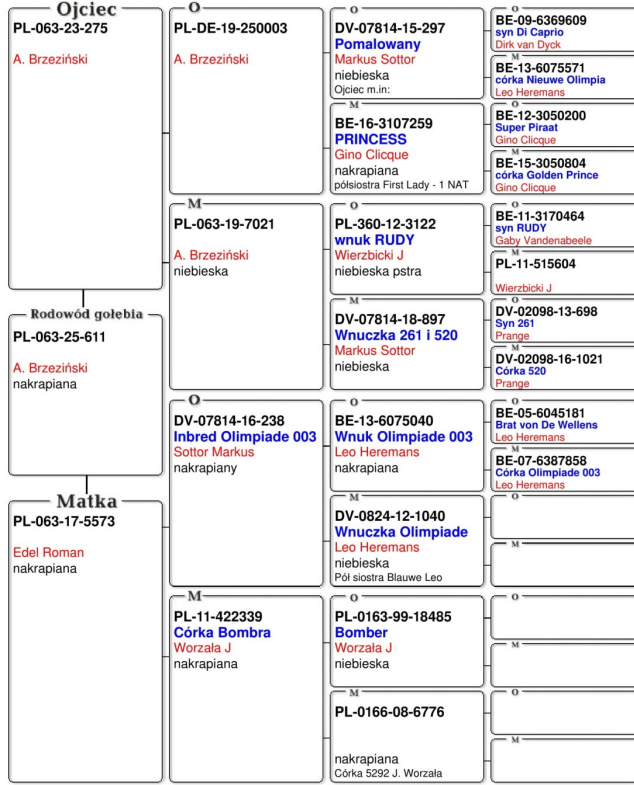 Ojciec
PL-063-23-275
A. Brzeziński
Rodowód gołębia
PL-063-25-611
A. Brzeziński
nakrapiana
Matka
PL-063-17-5573
Edel Roman
nakrapiana
O
PL-DE-19-250003
A. Brzeziński
M
PL-063-19-7021
A. Brzeziński
niebieska
O
DV-07814-16-238
Inbred Olimpiade 003
Sottor Markus
nakrapiany
M
PL-11-422339
Córka Bombra
Worzała J
nakrapiana
O
DV-07814-15-297
Pomalowany
Markus Sottor
niebieska
Ojciec m.in:
M
BE-16-3107259
PRINCESS
Gino Clicque
nakrapiana
półsiostra First Lady - 1 NAT
O
PL-360-12-3122
wnuk RUDY
Wierzbicki J
niebieska pstra
M
DV-07814-18-897
Wnuczka 261 i 520
Markus Sottor
niebieska
O
BE-13-6075040
Wnuk Olimpiade 003
Leo Heremans
nakrapiana
M
DV-0824-12-1040
Wnuczka Olimpiade
Leo Heremans
niebieska
Pół siostra Blauwe Leo
O
PL-0163-99-18485
Bomber
Worzała J
niebieska
M
PL-0166-08-6776
nakrapiana
Córka 5292 J. Worzała
O
BE-09-6369609
syn Di Caprio
Dirk van Dyck
M
BE-13-6075571
córka Nieuwe Olimpia
Leo Heremans
O
BE-12-3050200
Super Piraat
Gino Clicque
M
BE-15-3050804
córka Golden Prince
Gino Clicque
O
BE-11-3170464
syn RUDY
Gaby Vandenabeele
M
PL-11-515604
Wierzbicki J
O
DV-02098-13-698
Syn 261
Prange
M
DV-02098-16-1021
Córka 520
Prange
O
BE-05-6045181
Brat von De Wellens
Leo Heremans
M
BE-07-6387858
Córka Olimpiade 003
Leo Heremans
O
M
O
M
O
M